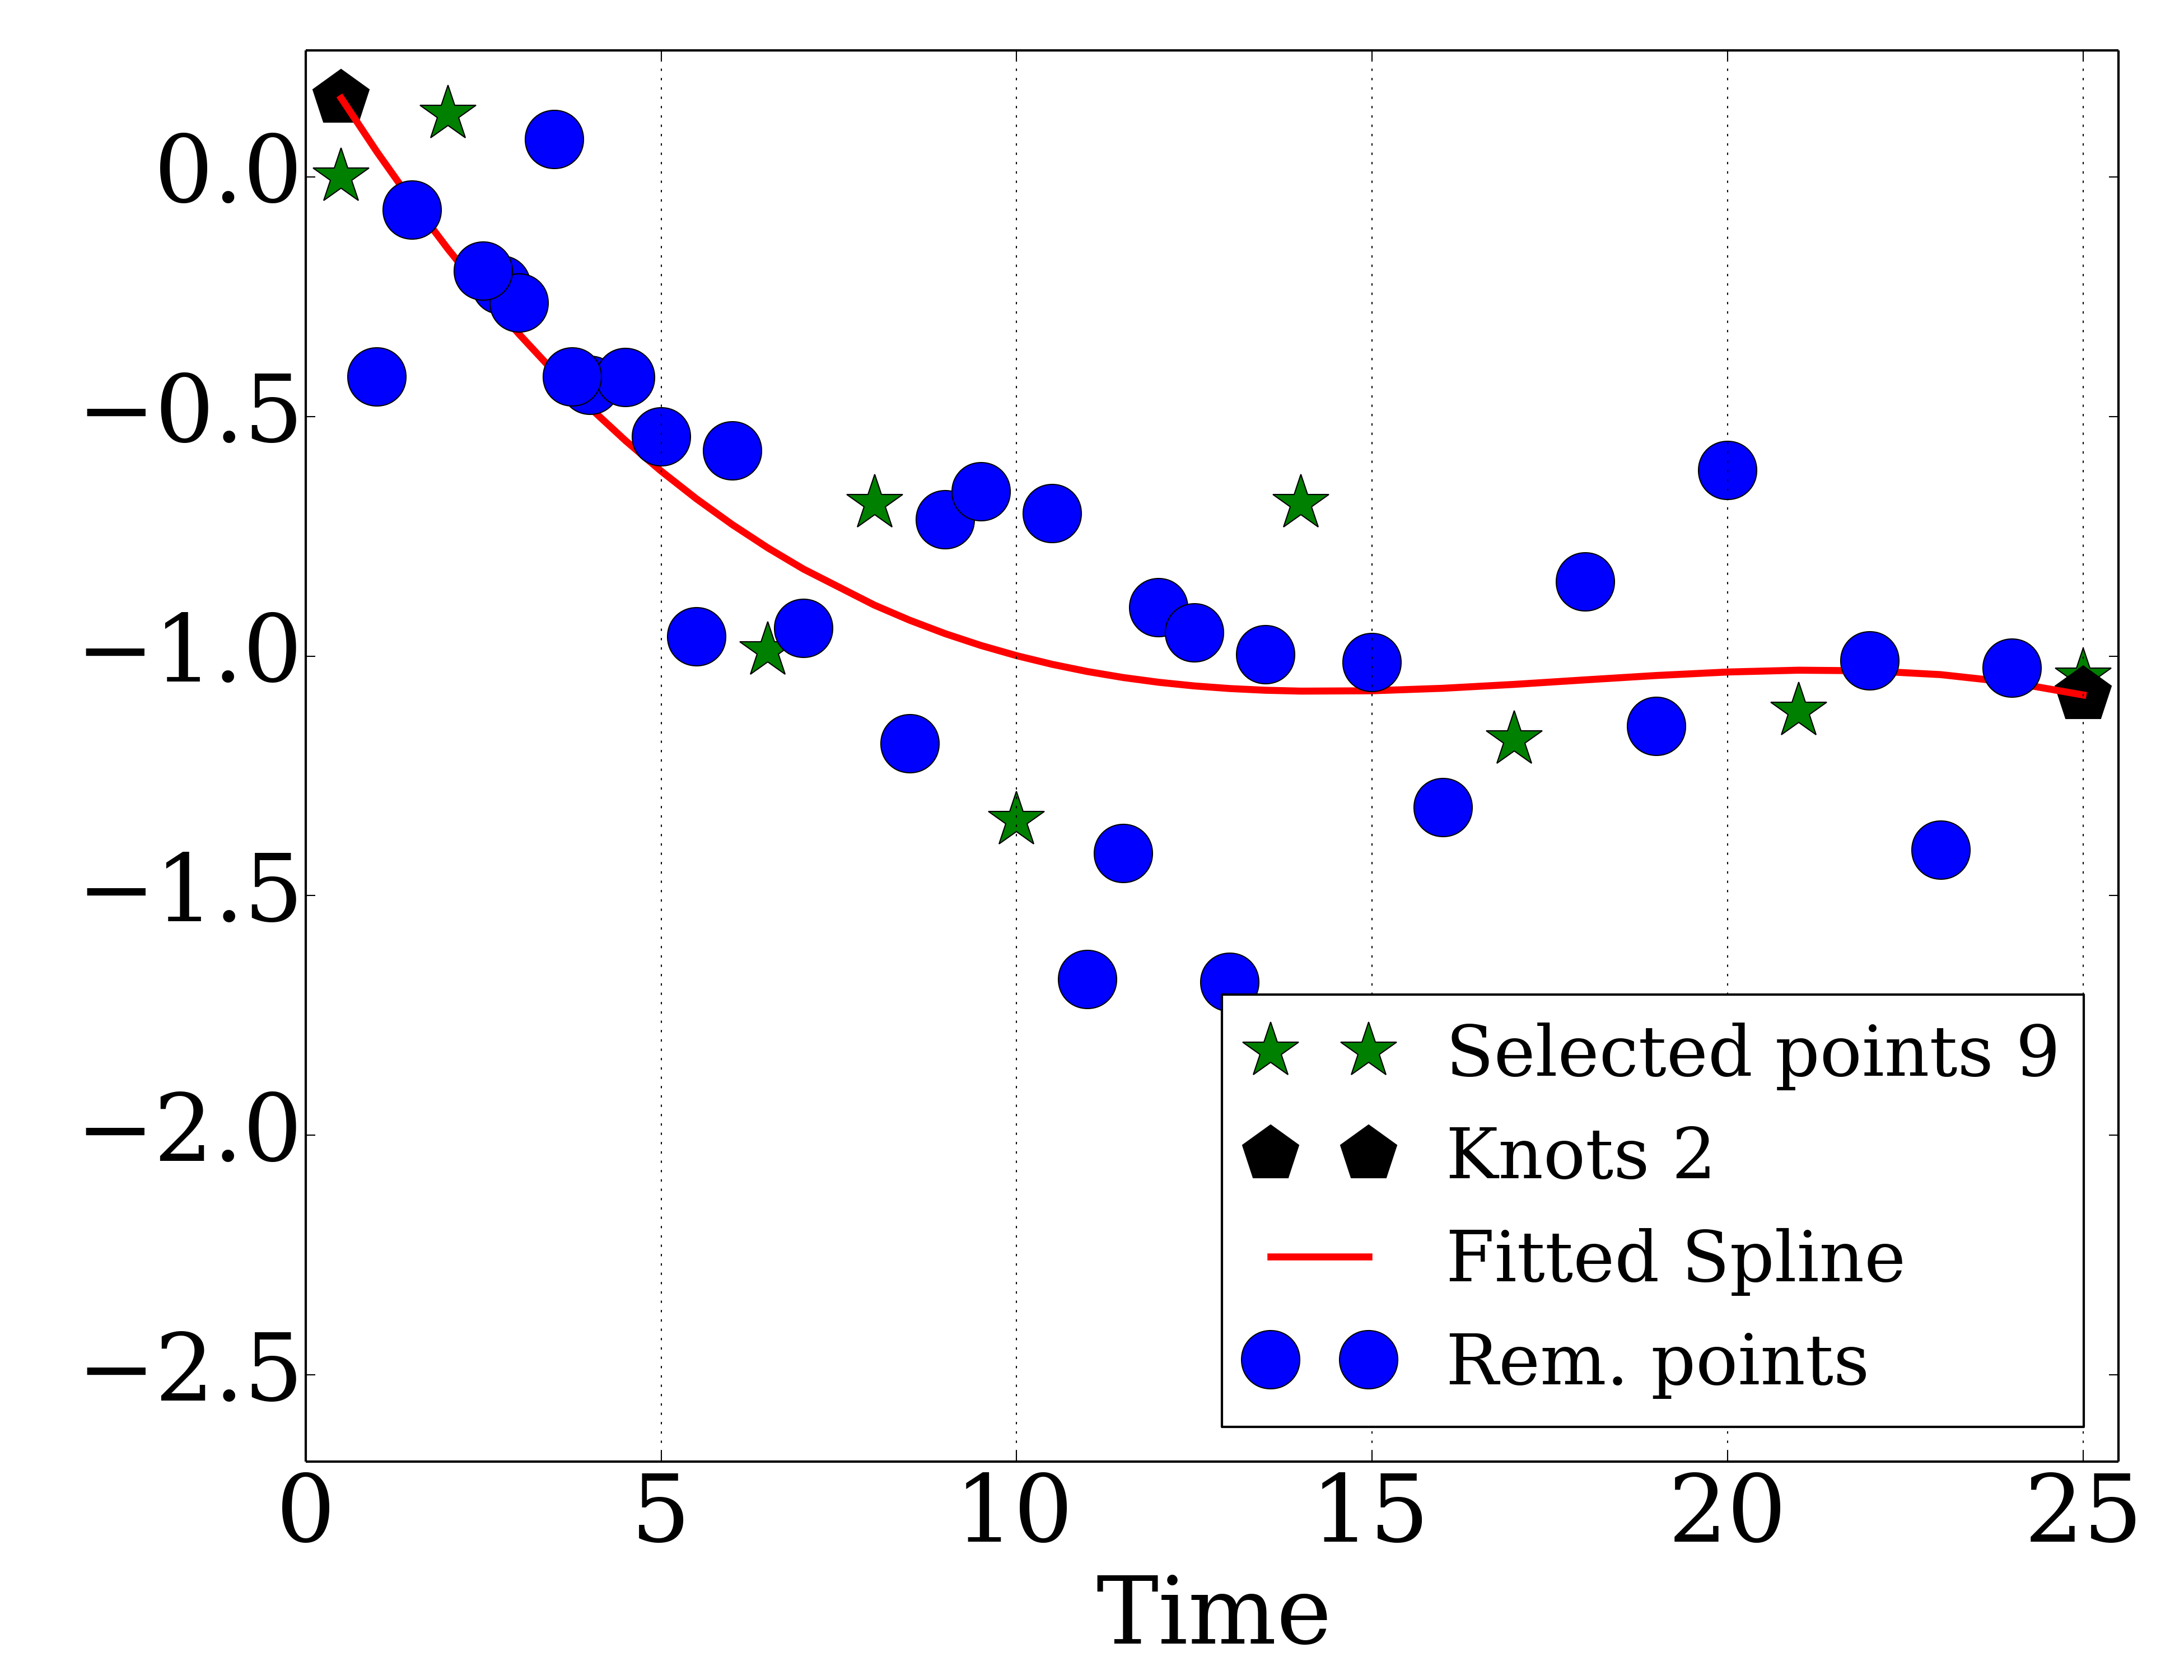 0.0
−0.5
−1.0
−1.5
−2.0
−2.5
Selected points 9
Knots 2
Fitted Spline
Rem. points
0 5 10 15 20 25
Time